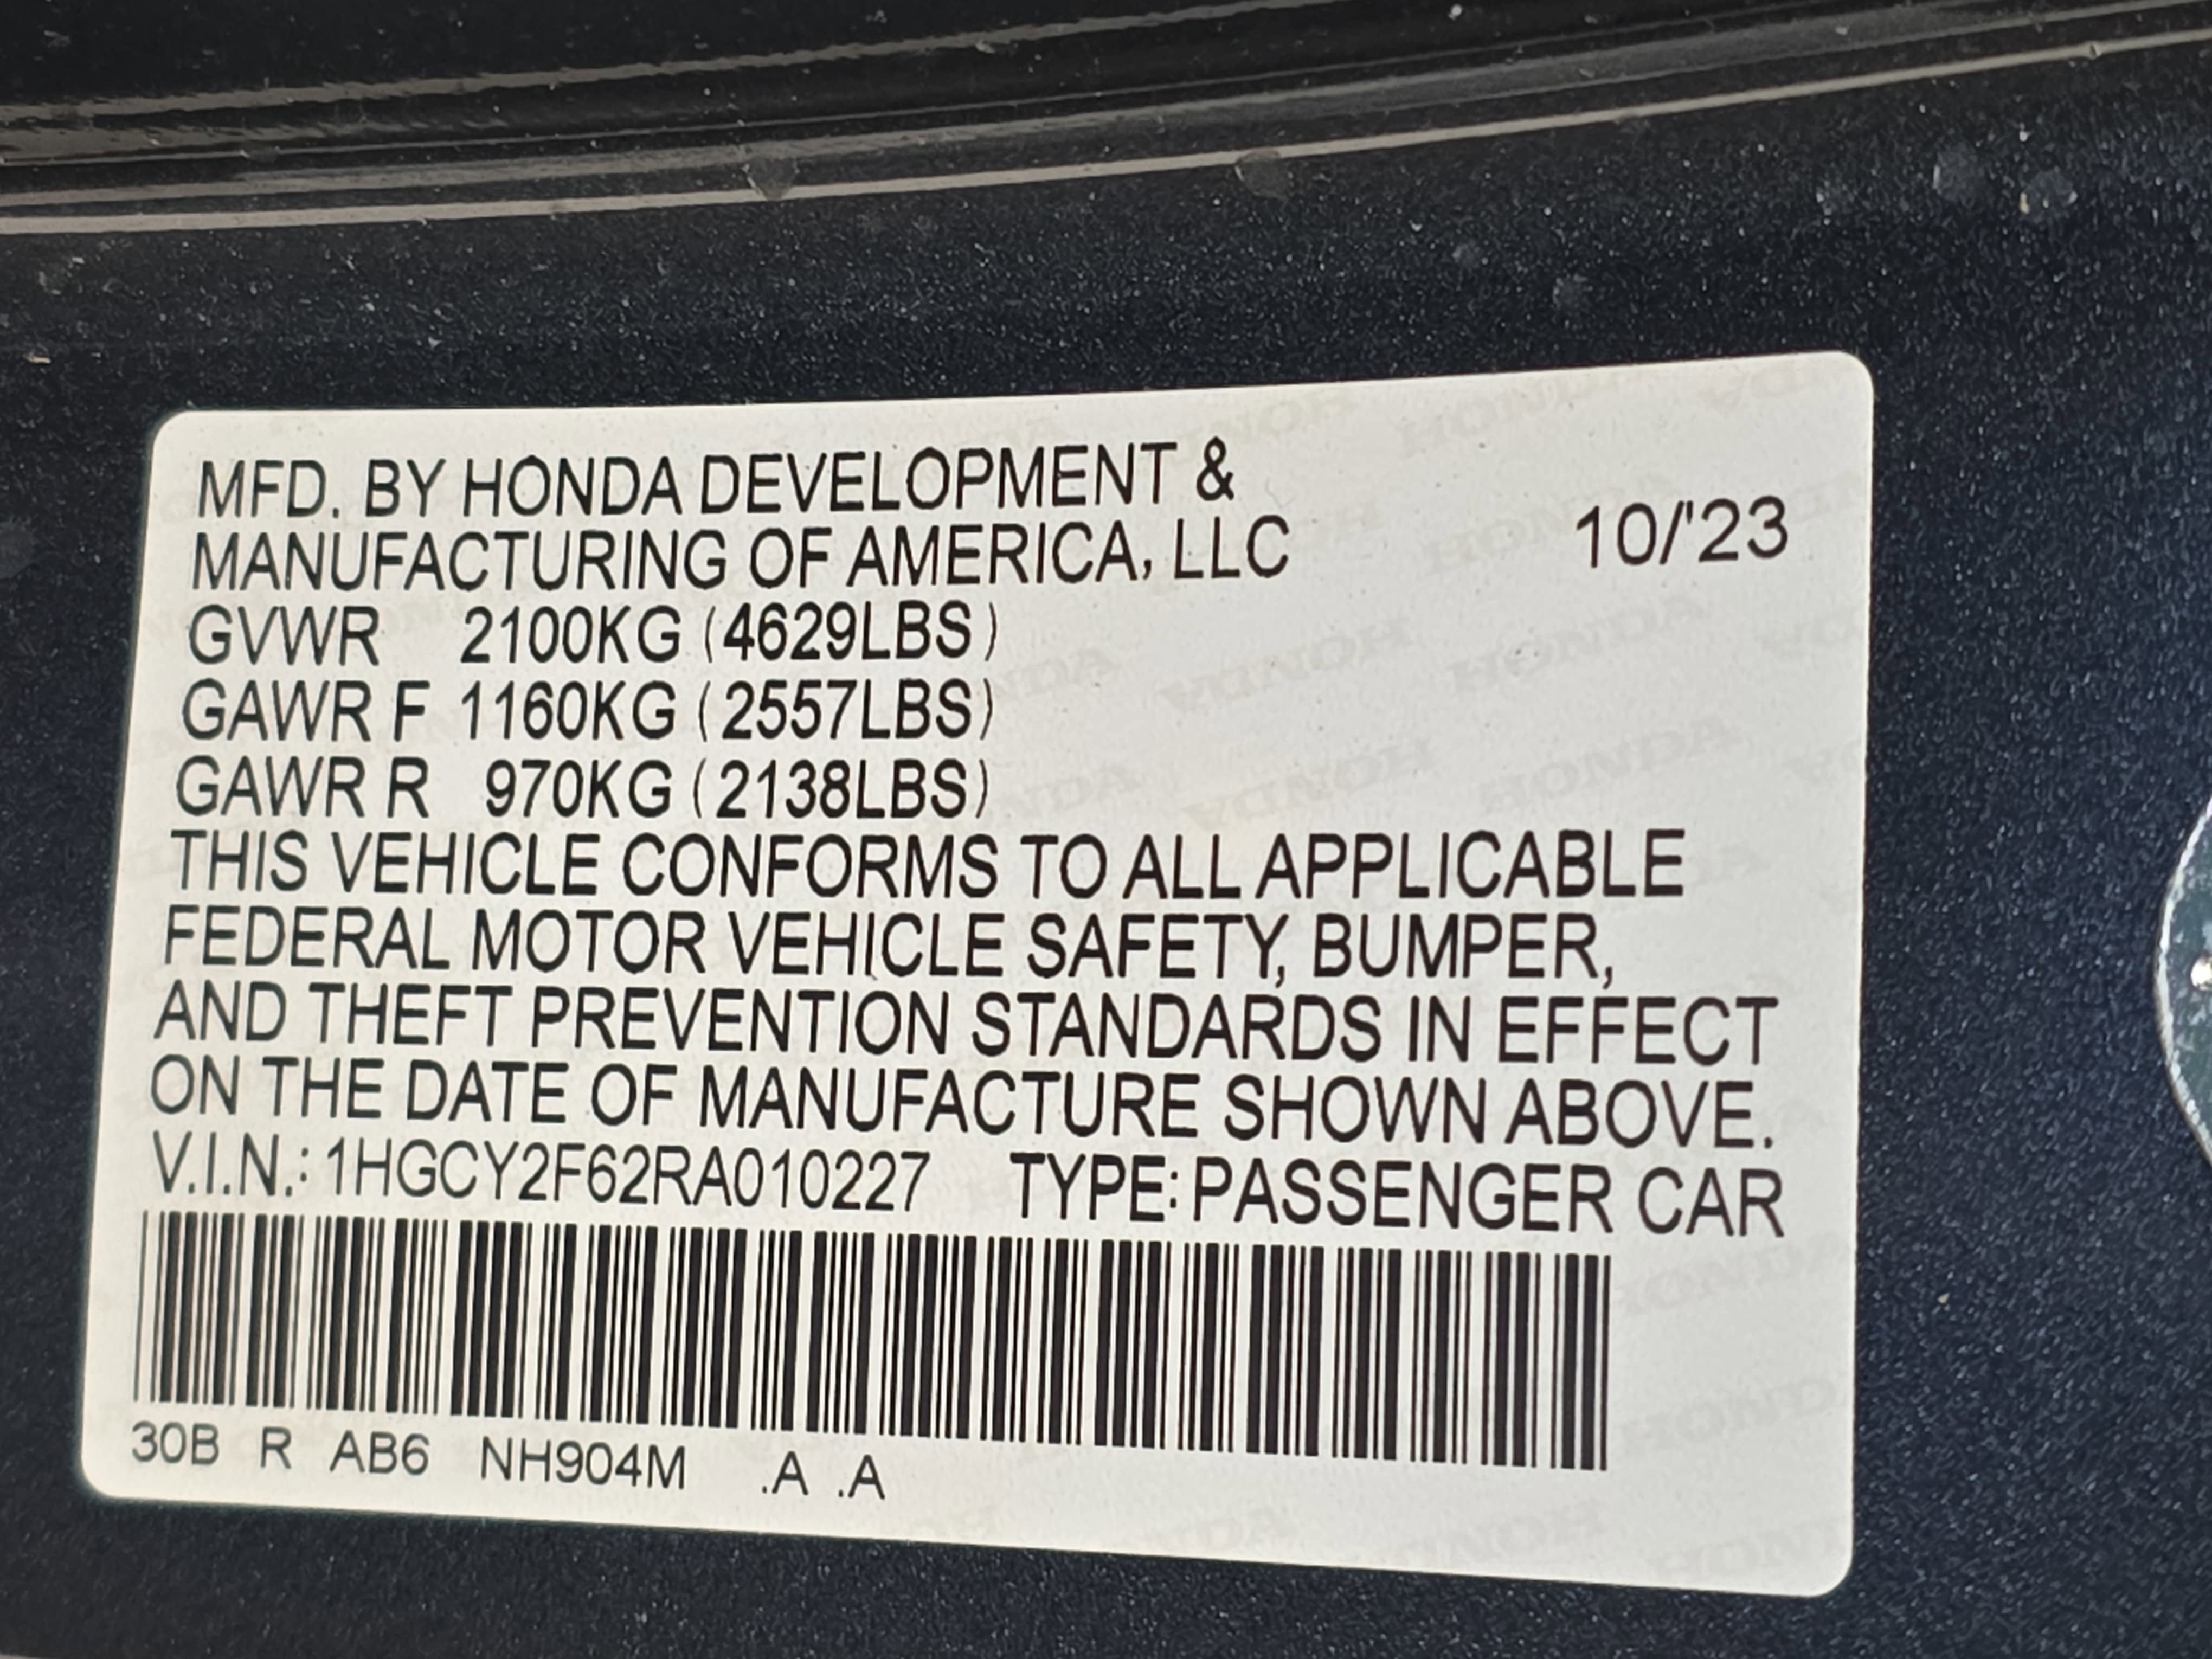 MFD. BY HONDA DEVELOPMENT &
MANUFACTURING OF AMERICA, LLC 10/'23
GVWR 2100KG (4629LBS)
GAWR F 1160KG (2557LBS)
GAWR R 970KG (2138LBS)
THIS VEHICLE CONFORMS TO ALL APPLICABLE
FEDERAL MOTOR VEHICLE SAFETY, BUMPER,
AND THEFT PREVENTION STANDARDS IN EFFECT
ON THE DATE OF MANUFACTURE SHOWN ABOVE.
V.I.N.: 1HGCY2F62RA010227 TYPE: PASSENGER CAR
30B R AB6 NH904M .A .A